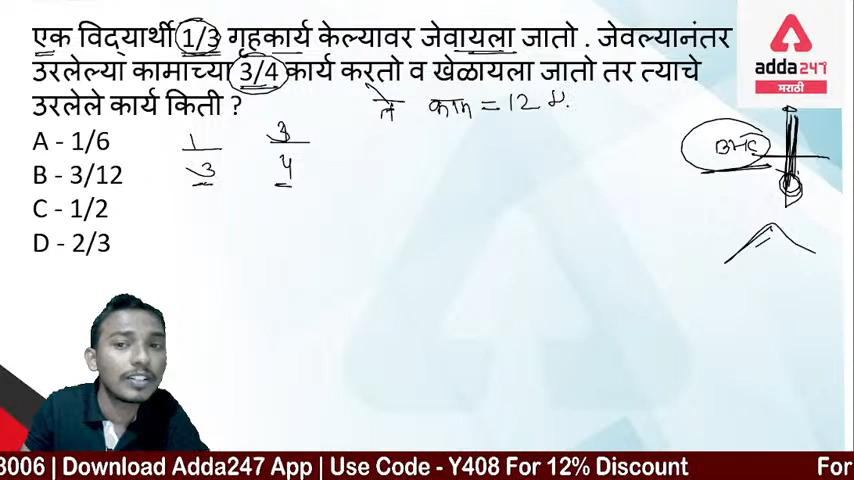 एक विद्यार्थी 1/3 गृहकार्य केल्यावर जेवायला जातो . जेवल्यानंतर
उरलेल्या कामाच्या 3/4 कार्य करतो व खेळायला जातो तर त्याचे
उरलेले कार्य किती ?
काम = 12
A - 1/6
B - 3/12
C - 1/2
D - 2/3
1 3
3 4
adda247
मराठी
3006 | Download Adda247 App | Use Code - Y408 For 12% Discount
For